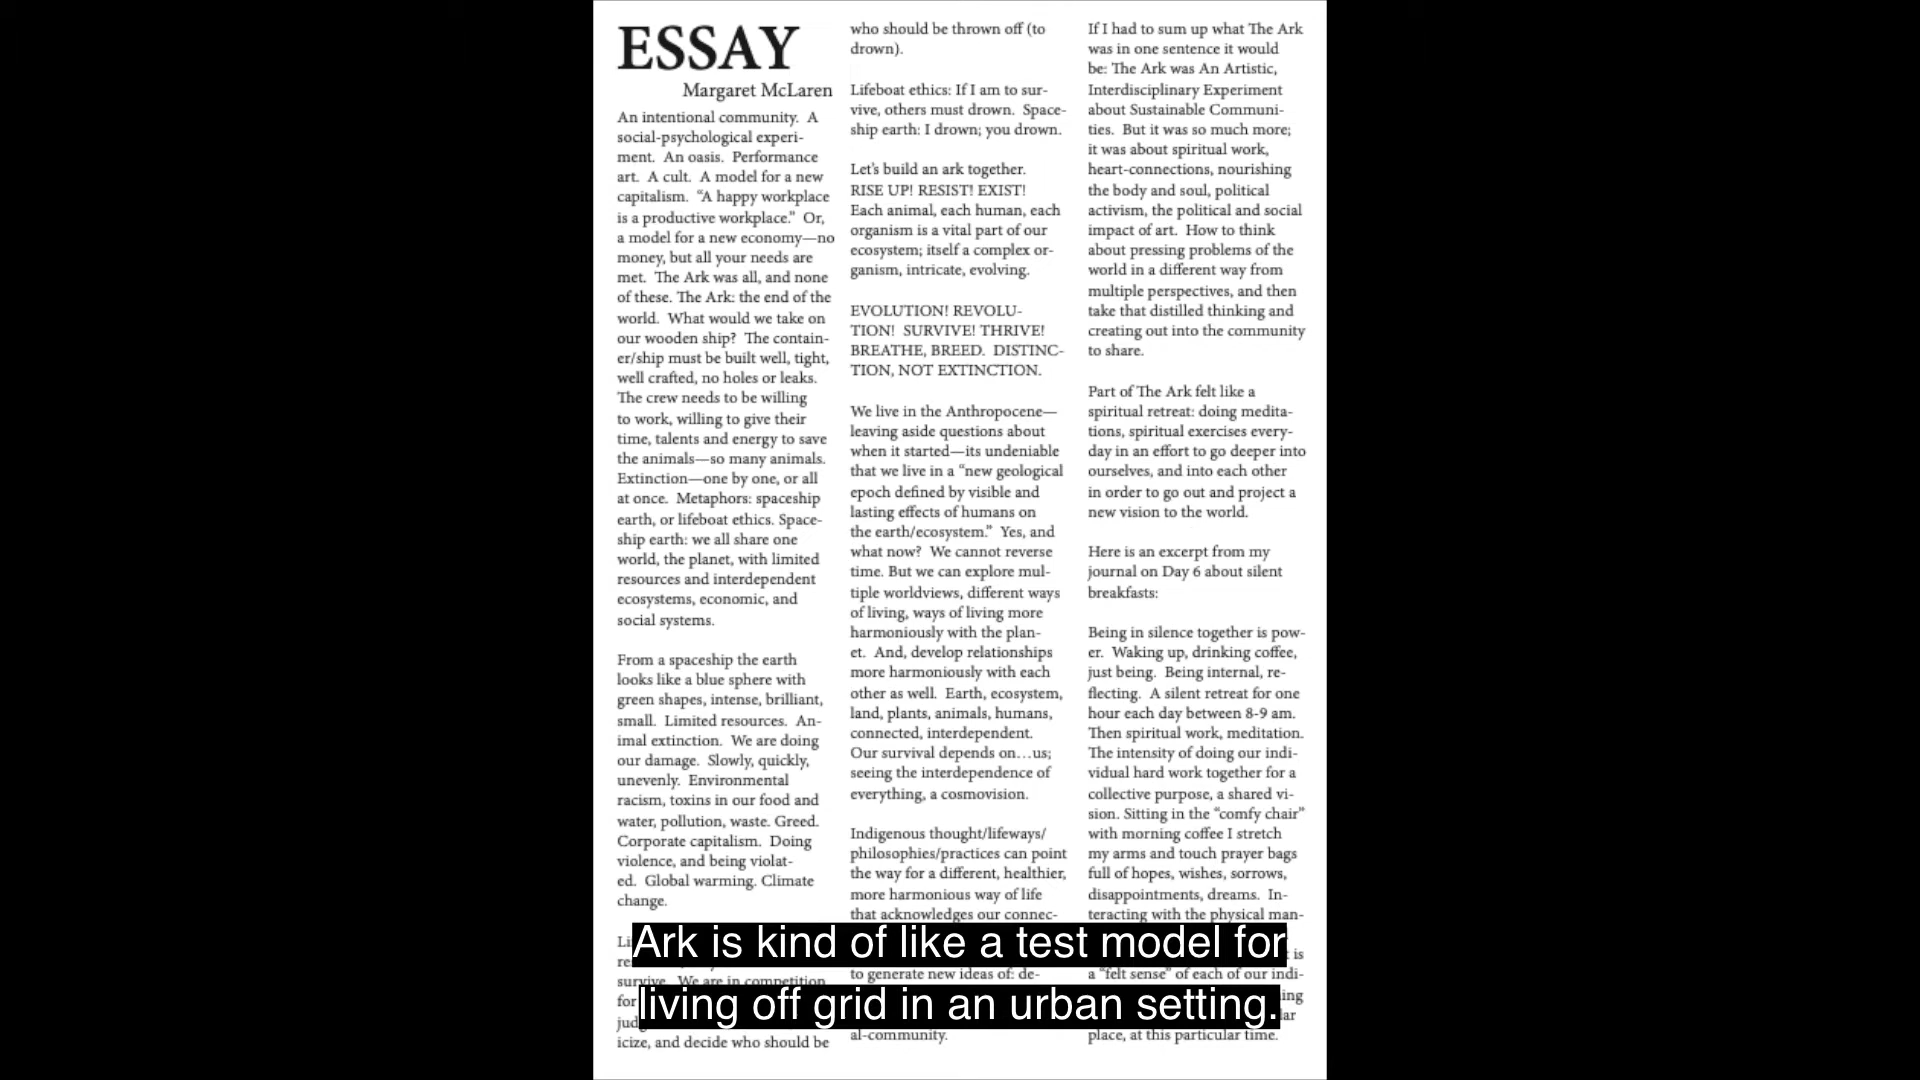 ESSAY
Margaret McLaren
An intentional community.  A
social-psychological experi-
ment.  An oasis.  Performance
art.  A cult.  A model for a new
capitalism.  “A happy workplace
is a productive workplace.”  Or,
a model for a new economy—no
money, but all your needs are
met.  The Ark was all, and none
of these. The Ark: the end of the
world.  What would we take on
our wooden ship?  The contain-
er/ship must be built well, tight,
well crafted, no holes or leaks.
The crew needs to be willing
to work, willing to give their
time, talents and energy to save
the animals—so many animals.
Extinction—one by one, or all
at once.  Metaphors: spaceship
earth, or lifeboat ethics. Space-
ship earth: we all share one
world, the planet, with limited
resources and interdependent
ecosystems, economic, and
social systems.
From a spaceship the earth
looks like a blue sphere with
green shapes, intense, brilliant,
small.  Limited resources.  An-
imal extinction.  We are doing
our damage.  Slowly, quickly,
unevenly.  Environmental
racism, toxins in our food and
water, pollution, waste. Greed.
Corporate capitalism.  Doing
violence, and being violat-
ed.  Global warming. Climate
change.
survive.  We are in competition
for
icize, and decide who should be
who should be thrown off (to
drown).
Lifeboat ethics: If I am to sur-
vive, others must drown.  Space-
ship earth: I drown; you drown.
Let’s build an ark together.
RISE UP! RESIST! EXIST!
Each animal, each human, each
organism is a vital part of our
ecosystem; itself a complex or-
ganism, intricate, evolving.
EVOLUTION! REVOLU-
TION!  SURVIVE! THRIVE!
BREATHE, BREED.  DISTINC-
TION, NOT EXTINCTION.
We live in the Anthropocene—
leaving aside questions about
when it started—its undeniable
that we live in a “new geological
epoch defined by visible and
lasting effects of humans on
the earth/ecosystem.”  Yes, and
what now?  We cannot reverse
time. But we can explore mul-
tiple worldviews, different ways
of living, ways of living more
harmoniously with the plan-
et.  And, develop relationships
more harmoniously with each
other as well.  Earth, ecosystem,
land, plants, animals, humans,
connected, interdependent.
Our survival depends on…us;
seeing the interdependence of
everything, a cosmovision.
Indigenous thought/lifeways/
philosophies/practices can point
the way for a different, healthier,
more harmonious way of life
that acknowledges our connec-
to generate new ideas of: de-
al-community.
If I had to sum up what The Ark
was in one sentence it would
be: The Ark was An Artistic,
Interdisciplinary Experiment
about Sustainable Communi-
ties.  But it was so much more;
it was about spiritual work,
heart-connections, nourishing
the body and soul, political
activism, the political and social
impact of art.  How to think
about pressing problems of the
world in a different way from
multiple perspectives, and then
take that distilled thinking and
creating out into the community
to share.
Part of The Ark felt like a
spiritual retreat: doing medita-
tions, spiritual exercises every-
day in an effort to go deeper into
ourselves, and into each other
in order to go out and project a
new vision to the world.
Here is an excerpt from my
journal on Day 6 about silent
breakfasts:
Being in silence together is pow-
er.  Waking up, drinking coffee,
just being.  Being internal, re-
flecting.  A silent retreat for one
hour each day between 8-9 am.
Then spiritual work, meditation.
The intensity of doing our indi-
vidual hard work together for a
collective purpose, a shared vi-
sion. Sitting in the “comfy chair”
with morning coffee I stretch
my arms and touch prayer bags
full of hopes, wishes, sorrows,
disappointments, dreams.  In-
teracting with the physical man-
is
a “felt sense” of each of our indi-
place, at this particular time.
Ark is kind of like a test model for
living off grid in an urban setting.